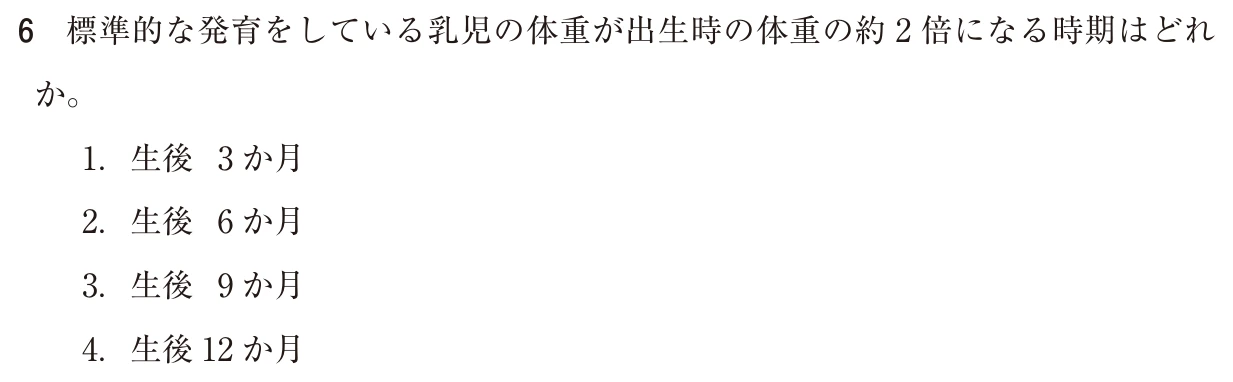 6 標準的な発育をしている乳児の体重が出生時の体重の約2倍になる時期はどれ
か。
1. 生後 3か月
2. 生後 6か月
3. 生後 9か月
4. 生後12か月